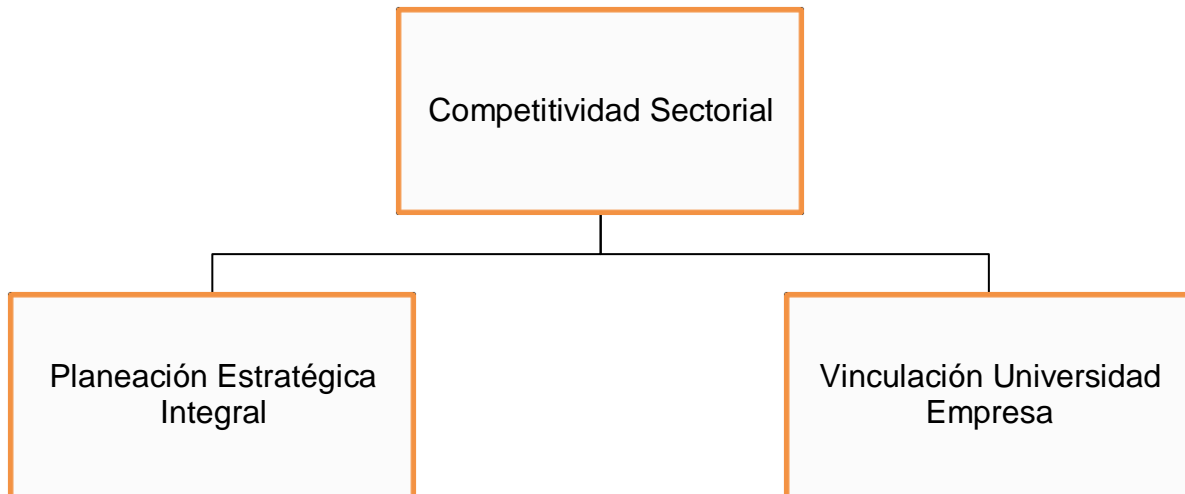 Competitividad Sectorial
Planeación Estratégica
Integral
Vinculación Universidad
Empresa